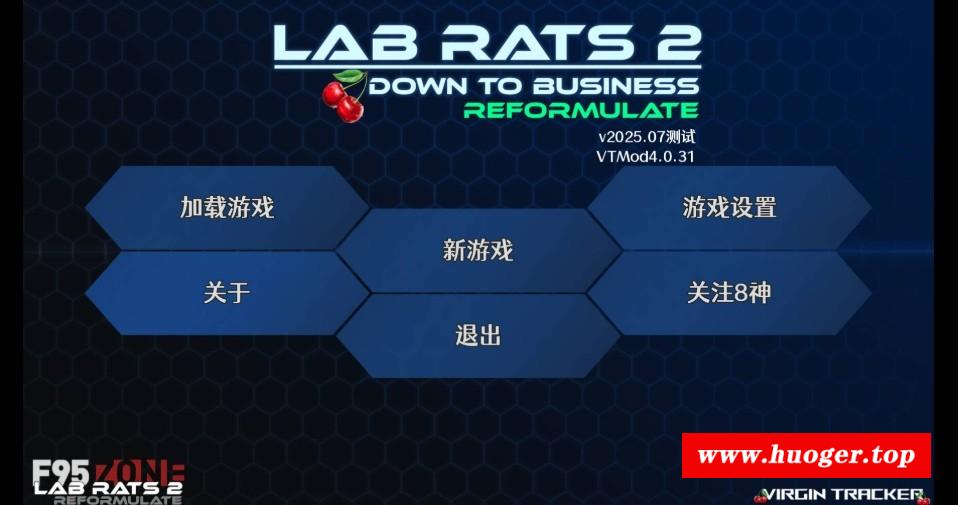 LAB RATS 2
DOWN TO BUSINESS
REFORMULATE
v2025.07测试
VTMod4.0.31
加载游戏
游戏设置
新游戏
关于
关注8神
退出
www.huoger.top
F95 ZONE
LAB RATS 2
REFORMULATE
VIRGIN TRACKER